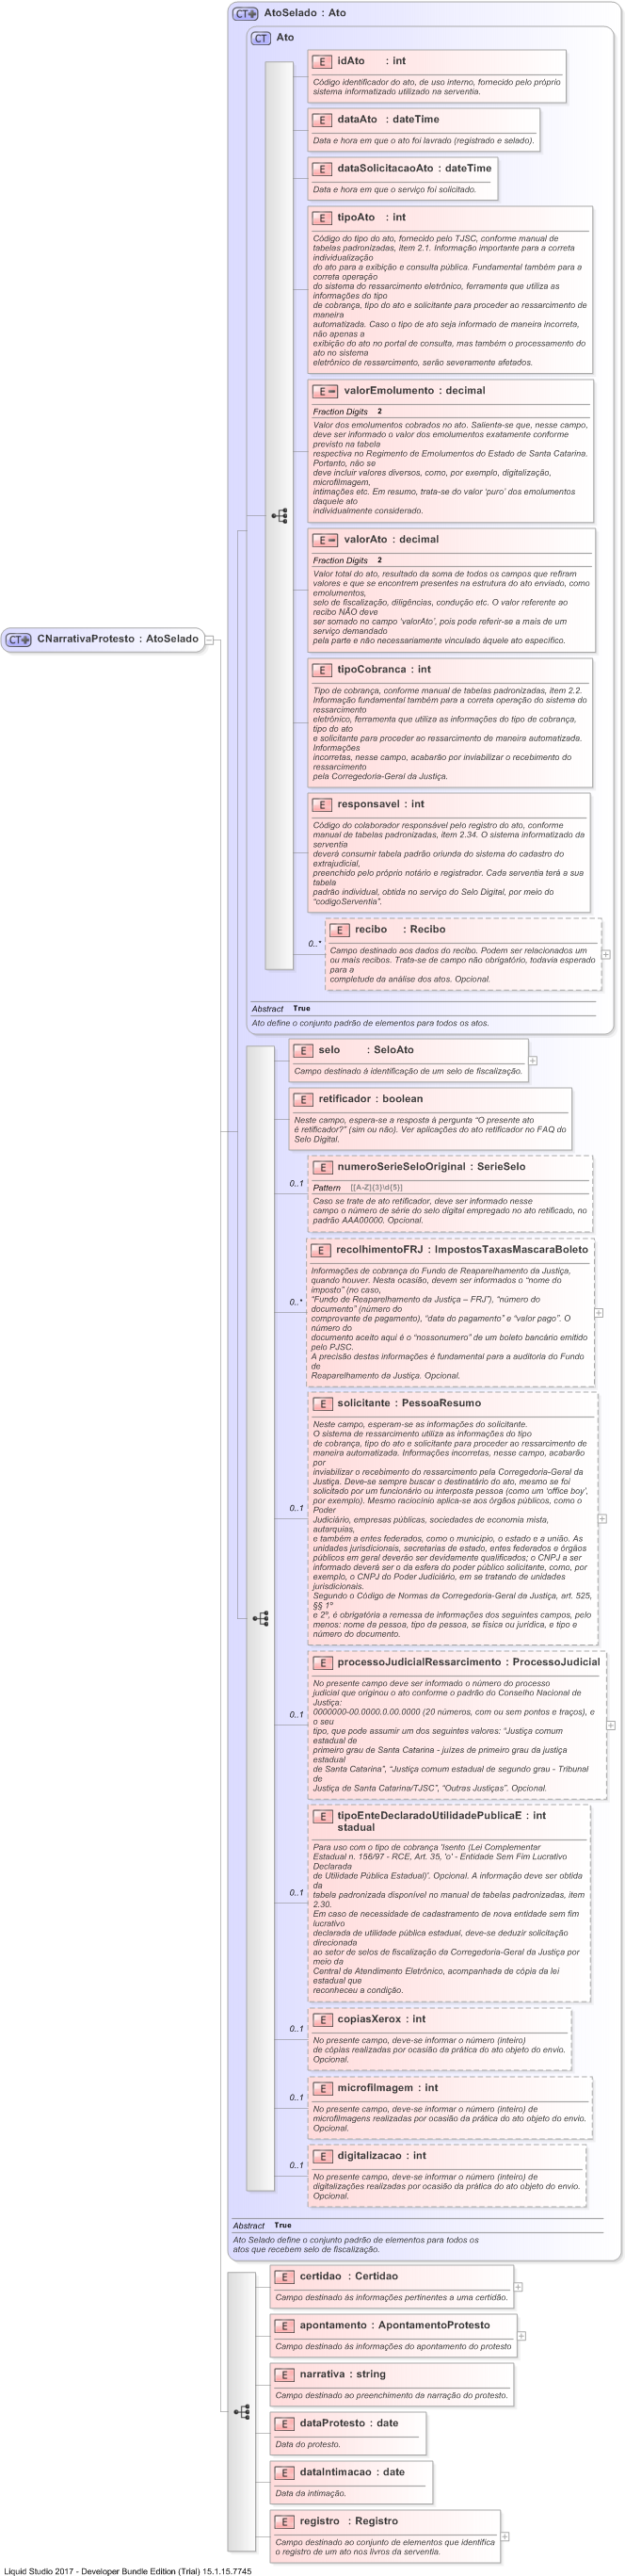 CT AtoSelado : Ato
CT Ato
E idAto : int
Código identificador do ato, de uso interno, fornecido pelo próprio
sistema informatizado utilizado na serventia.
E dataAto : dateTime
Data e hora em que o ato foi lavrado (registrado e selado).
E dataSolicitacaoAto : dateTime
Data e hora em que o serviço foi solicitado.
E tipoAto : int
Código do tipo do ato, fornecido pelo TJSC, conforme manual de
tabelas padronizadas, item 2.1. Informação importante para a correta
individualização
do ato para a exibição e consulta pública. Fundamental também para a
correta operação
do sistema do ressarcimento eletrônico, ferramenta que utiliza as
informações do tipo
de cobrança, tipo do ato e solicitante para proceder ao ressarcimento de
maneira
automatizada. Caso o tipo de ato seja informado de maneira incorreta,
não apenas a
exibição do ato no portal de consulta, mas também o processamento do
ato no sistema
eletrônico de ressarcimento, serão severamente afetados.
E valorEmolumento : decimal
Fraction Digits 2
Valor dos emolumentos cobrados no ato. Salienta-se que, nesse campo,
deve ser informado o valor dos emolumentos exatamente conforme
previsto na tabela
respectiva no Regimento de Emolumentos do Estado de Santa Catarina.
Portanto, não se
deve incluir valores diversos, como, por exemplo, digitalização,
microfilmagem,
intimações etc. Em resumo, trata-se do valor ‘puro’ dos emolumentos
daquele ato
individualmente considerado.
E valorAto : decimal
Fraction Digits 2
Valor total do ato, resultado da soma de todos os campos que refiram
valores e que se encontrem presentes na estrutura do ato enviado, como
emolumentos,
selo de fiscalização, diligências, condução etc. O valor referente ao
recibo NÃO deve
ser somado no campo ‘valorAto’, pois pode referir-se a mais de um
serviço demandado
pela parte e não necessariamente vinculado àquele ato específico.
CT CNarrativaProtesto : AtoSelado
E tipoCobranca : int
Tipo de cobrança, conforme manual de tabelas padronizadas, item 2.2.
Informação fundamental também para a correta operação do sistema do
ressarcimento
eletrônico, ferramenta que utiliza as informações do tipo de cobrança,
tipo do ato
e solicitante para proceder ao ressarcimento de maneira automatizada.
Informações
incorretas, nesse campo, acabarão por inviabilizar o recebimento do
ressarcimento
pela Corregedoria-Geral da Justiça.
E responsavel : int
Código do colaborador responsável pelo registro do ato, conforme
manual de tabelas padronizadas, item 2.34. O sistema informatizado da
serventia
deverá consumir tabela padrão oriunda do sistema do cadastro do
extrajudicial,
preenchido pelo próprio notário e registrador. Cada serventia terá a sua
tabela
padrão individual, obtida no serviço do Selo Digital, por meio do
“codigoServentia”.
E recibo : Recibo
0..*
Campo destinado aos dados do recibo. Podem ser relacionados um
ou mais recibos. Trata-se de campo não obrigatório, todavia esperado
para a
completude da análise dos atos. Opcional.
Abstract True
Ato define o conjunto padrão de elementos para todos os atos.
E selo : SeloAto
Campo destinado à identificação de um selo de fiscalização.
E retificador : boolean
Neste campo, espera-se a resposta à pergunta “O presente ato
é retificador?” (sim ou não). Ver aplicações do ato retificador no FAQ do
Selo Digital.
E numeroSerieSeloOriginal : SerieSelo
0..1
Pattern [[A-Z]{3}\d{5}]
Caso se trate de ato retificador, deve ser informado nesse
campo o número de série do selo digital empregado no ato retificado, no
padrão AAA00000. Opcional.
E recolhimentoFRJ : ImpostosTaxasMascaraBoleto
0..*
Informações de cobrança do Fundo de Reaparelhamento da Justiça,
quando houver. Nesta ocasião, devem ser informados o “nome do
imposto” (no caso,
“Fundo de Reaparelhamento da Justiça – FRJ”), “número do
documento” (número do
comprovante de pagamento), “data do pagamento” e “valor pago”. O
número do
documento aceito aqui é o “nossonumero” de um boleto bancário emitido
pelo PJSC.
A precisão destas informações é fundamental para a auditoria do Fundo
de
Reaparelhamento da Justiça. Opcional.
E solicitante : PessoaResumo
0..1
Neste campo, esperam-se as informações do solicitante.
O sistema de ressarcimento utiliza as informações do tipo
de cobrança, tipo do ato e solicitante para proceder ao ressarcimento de
maneira automatizada. Informações incorretas, nesse campo, acabarão
por
inviabilizar o recebimento do ressarcimento pela Corregedoria-Geral da
Justiça. Deve-se sempre buscar o destinatário do ato, mesmo se foi
solicitado por um funcionário ou interposta pessoa (como um ‘office boy’,
por exemplo). Mesmo raciocínio aplica-se aos órgãos públicos, como o
Poder
Judiciário, empresas públicas, sociedades de economia mista,
autarquias,
e também a entes federados, como o município, o estado e a união. As
unidades jurisdicionais, secretarias de estado, entes federados e órgãos
públicos em geral deverão ser devidamente qualificados; o CNPJ a ser
informado deverá ser o da esfera do poder público solicitante, como, por
exemplo, o CNPJ do Poder Judiciário, em se tratando de unidades
jurisdicionais.
Segundo o Código de Normas da Corregedoria-Geral da Justiça, art. 525,
§§ 1º
e 2º, é obrigatória a remessa de informações dos seguintes campos, pelo
menos: nome da pessoa, tipo da pessoa, se física ou jurídica, e tipo e
número do documento.
E processoJudicialRessarcimento : ProcessoJudicial
0..1
No presente campo deve ser informado o número do processo
judicial que originou o ato conforme o padrão do Conselho Nacional de
Justiça:
0000000-00.0000.0.00.0000 (20 números, com ou sem pontos e traços), e
o seu
tipo, que pode assumir um dos seguintes valores: “Justiça comum
estadual de
primeiro grau de Santa Catarina - juízes de primeiro grau da justiça
estadual
de Santa Catarina”, “Justiça comum estadual de segundo grau - Tribunal
de
Justiça de Santa Catarina/TJSC”, “Outras Justiças”. Opcional.
E tipoEnteDeclaradoUtilidadePublicaE : int
stadual
0..1
Para uso com o tipo de cobrança 'Isento (Lei Complementar
Estadual n. 156/97 - RCE, Art. 35, 'o' - Entidade Sem Fim Lucrativo
Declarada
de Utilidade Pública Estadual)'. Opcional. A informação deve ser obtida
da
tabela padronizada disponível no manual de tabelas padronizadas, item
2.30.
Em caso de necessidade de cadastramento de nova entidade sem fim
lucrativo
declarada de utilidade pública estadual, deve-se deduzir solicitação
direcionada
ao setor de selos de fiscalização da Corregedoria-Geral da Justiça por
meio da
Central de Atendimento Eletrônico, acompanhada de cópia da lei
estadual que
reconheceu a condição.
E copiasXerox : int
0..1
No presente campo, deve-se informar o número (inteiro)
de cópias realizadas por ocasião da prática do ato objeto do envio.
Opcional.
E microfilmagem : int
0..1
No presente campo, deve-se informar o número (inteiro) de
microfilmagens realizadas por ocasião da prática do ato objeto do envio.
Opcional.
E digitalizacao : int
0..1
No presente campo, deve-se informar o número (inteiro) de
digitalizações realizadas por ocasião da prática do ato objeto do envio.
Opcional.
Abstract True
Ato Selado define o conjunto padrão de elementos para todos os
atos que recebem selo de fiscalização.
E certidao : Certidao
Campo destinado às informações pertinentes a uma certidão.
E apontamento : ApontamentoProtesto
Campo destinado às informações do apontamento do protesto
E narrativa : string
Campo destinado ao preenchimento da narração do protesto.
E dataProtesto : date
Data do protesto.
E dataIntimacao : date
Data da intimação.
E registro : Registro
Campo destinado ao conjunto de elementos que identifica
o registro de um ato nos livros da serventia.
Liquid Studio 2017 - Developer Bundle Edition (Trial) 15.1.15.7745